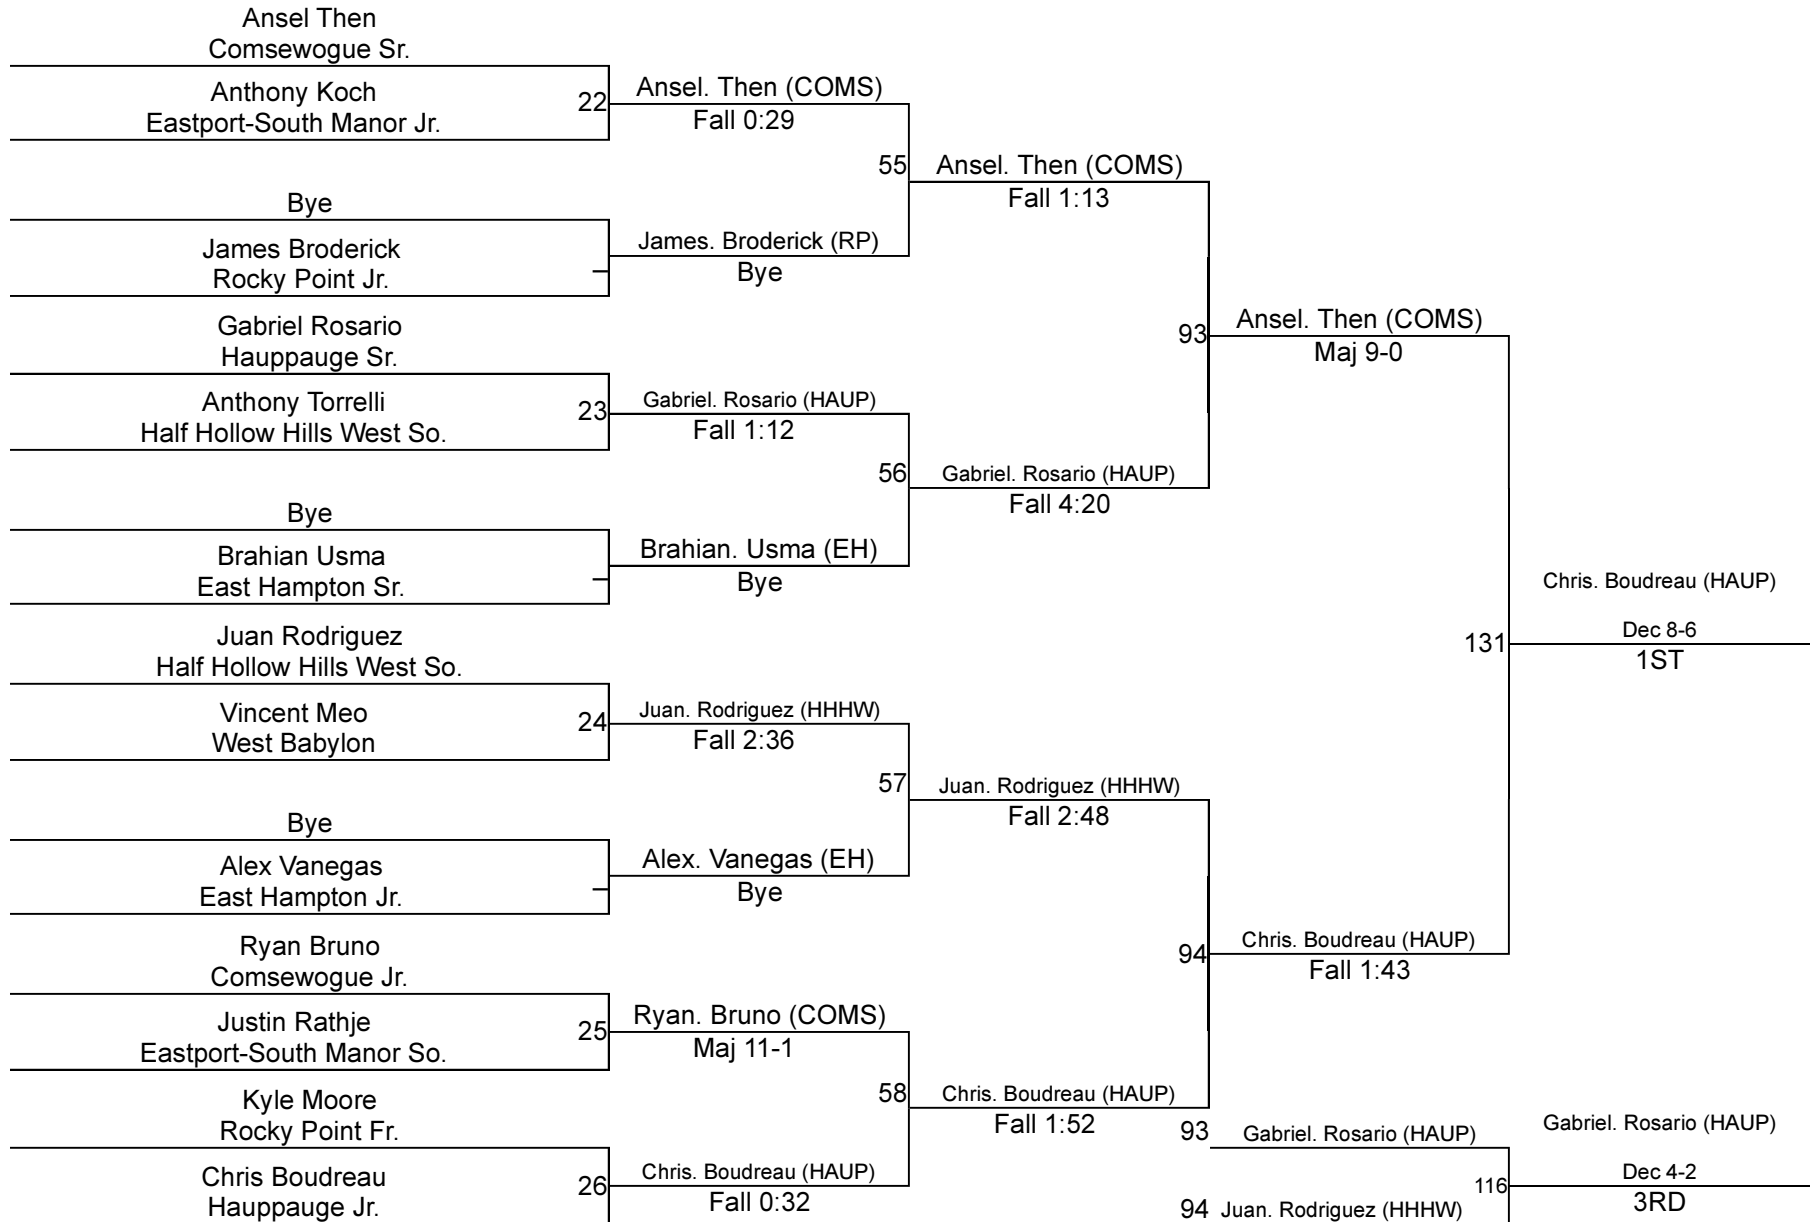 Ansel Then
Comsewogue Sr.
Anthony Koch
Eastport-South Manor Jr.
22
Ansel. Then (COMS)
Fall 0:29
55
Ansel. Then (COMS)
Fall 1:13
Bye
James Broderick
Rocky Point Jr.
James. Broderick (RP)
Bye
Gabriel Rosario
Hauppauge Sr.
93
Ansel. Then (COMS)
Maj 9-0
Anthony Torrelli
Half Hollow Hills West So.
23
Gabriel. Rosario (HAUP)
Fall 1:12
56
Gabriel. Rosario (HAUP)
Fall 4:20
Bye
Brahian Usma
East Hampton Sr.
Brahian. Usma (EH)
Bye
Chris. Boudreau (HAUP)
131
Dec 8-6
1ST
Juan Rodriguez
Half Hollow Hills West So.
Vincent Meo
West Babylon
24
Juan. Rodriguez (HHHW)
Fall 2:36
57
Juan. Rodriguez (HHHW)
Fall 2:48
Bye
Alex Vanegas
East Hampton Jr.
Alex. Vanegas (EH)
Bye
Ryan Bruno
Comsewogue Jr.
94
Chris. Boudreau (HAUP)
Fall 1:43
Justin Rathje
Eastport-South Manor So.
25
Ryan. Bruno (COMS)
Maj 11-1
58
Chris. Boudreau (HAUP)
Fall 1:52
Kyle Moore
Rocky Point Fr.
Chris Boudreau
Hauppauge Jr.
26
Chris. Boudreau (HAUP)
Fall 0:32
93
Gabriel. Rosario (HAUP)
Gabriel. Rosario (HAUP)
116
Dec 4-2
3RD
94
Juan. Rodriguez (HHHW)